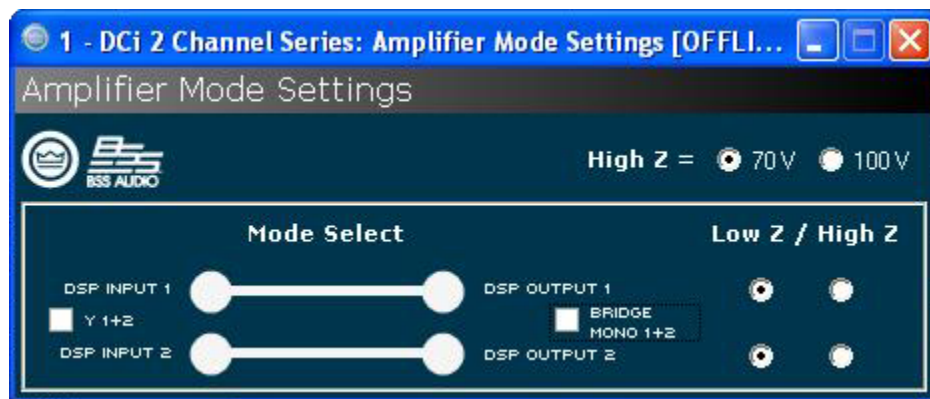 1 - DCi 2 Channel Series: Amplifier Mode Settings [OFFLI...
Amplifier Mode Settings
BSS AUDIO
High Z = 70V 100V
Mode Select
Low Z / High Z
DSP INPUT 1
DSP OUTPUT 1
Y 1+2
BRIDGE
MONO 1+2
DSP INPUT 2
DSP OUTPUT 2